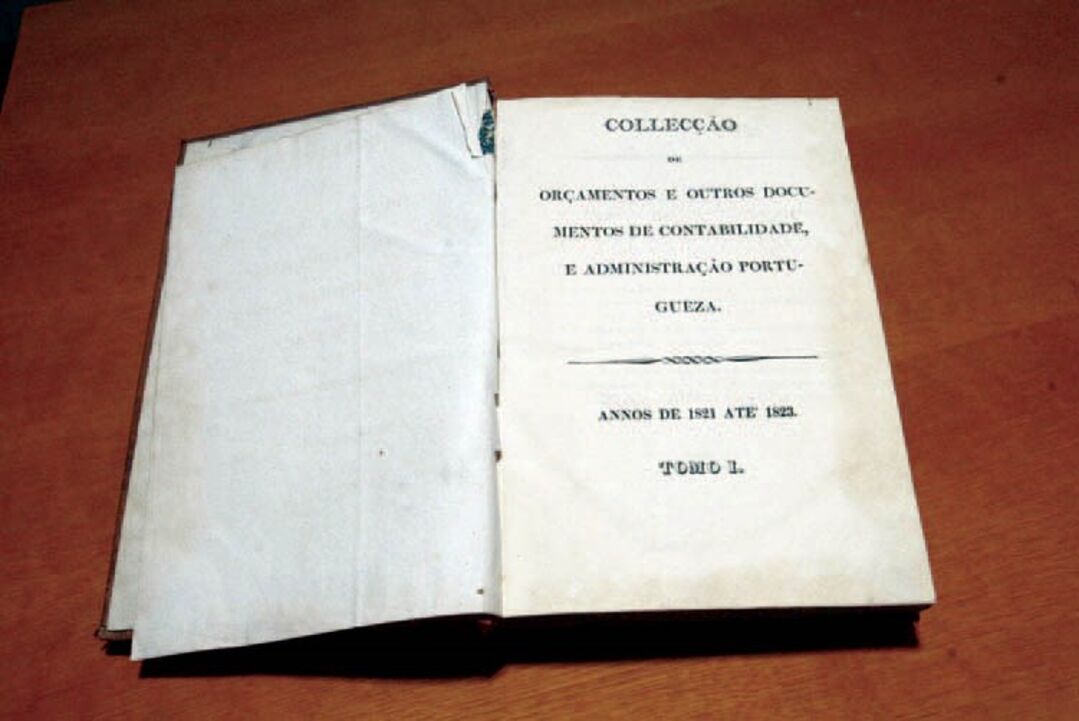 COLLECÇÃO
DE
ORÇAMENTOS E OUTROS DOCU-
MENTOS DE CONTABILIDADE,
E ADMINISTRAÇÃO PORTU-
GUEZA.
ANNOS DE 1821 ATE' 1823.
TOMO I.